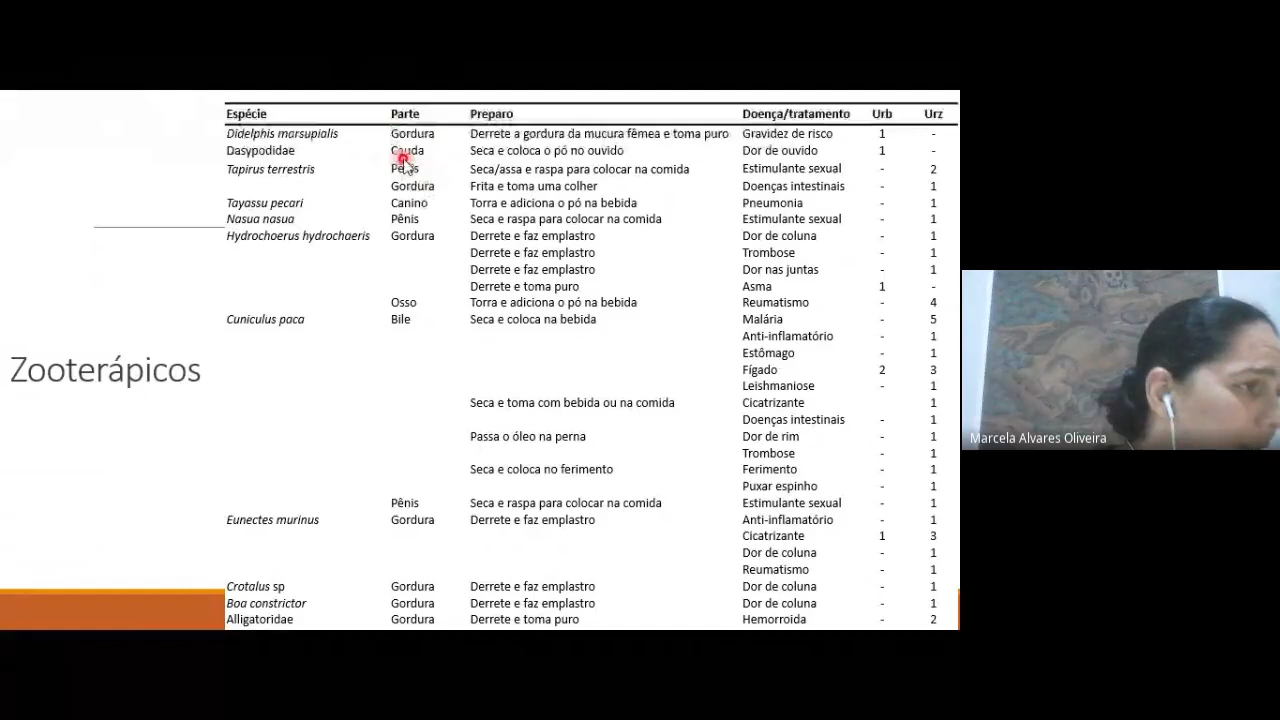 Zooterápicos
Espécie Parte Preparo Doença/tratamento Urb Urz
Didelphis marsupialis Gordura Derrete a gordura da mucura fêmea e toma puro Gravidez de risco 1 -
Dasypodidae Cauda Seca e coloca o pó no ouvido Dor de ouvido 1 -
Tapirus terrestris Pênis Seca/assa e raspa para colocar na comida Estimulante sexual - 2
Gordura Frita e toma uma colher Doenças intestinais - 1
Tayassu pecari Canino Torra e adiciona o pó na bebida Pneumonia - 1
Nasua nasua Pênis Seca e raspa para colocar na comida Estimulante sexual - 1
Hydrochoerus hydrochaeris Gordura Derrete e faz emplastro Dor de coluna - 1
Derrete e faz emplastro Trombose - 1
Derrete e faz emplastro Dor nas juntas - 1
Derrete e toma puro Asma 1 -
Osso Torra e adiciona o pó na bebida Reumatismo - 4
Cuniculus paca Bile Seca e coloca na bebida Malária - 5
Anti-inflamatório - 1
Estômago - 1
Fígado 2 3
Leishmaniose - 1
Seca e toma com bebida ou na comida Cicatrizante 1
Doenças intestinais - 1
Passa o óleo na perna Dor de rim - 1
Trombose - 1
Seca e coloca no ferimento Ferimento - 1
Puxar espinho - 1
Pênis Seca e raspa para colocar na comida Estimulante sexual - 1
Eunectes murinus Gordura Derrete e faz emplastro Anti-inflamatório - 1
Cicatrizante 1 3
Dor de coluna - 1
Reumatismo - 1
Crotalus sp Gordura Derrete e faz emplastro Dor de coluna - 1
Boa constrictor Gordura Derrete e faz emplastro Dor de coluna - 1
Alligatoridae Gordura Derrete e toma puro Hemorroida - 2
Marcela Alvares Oliveira